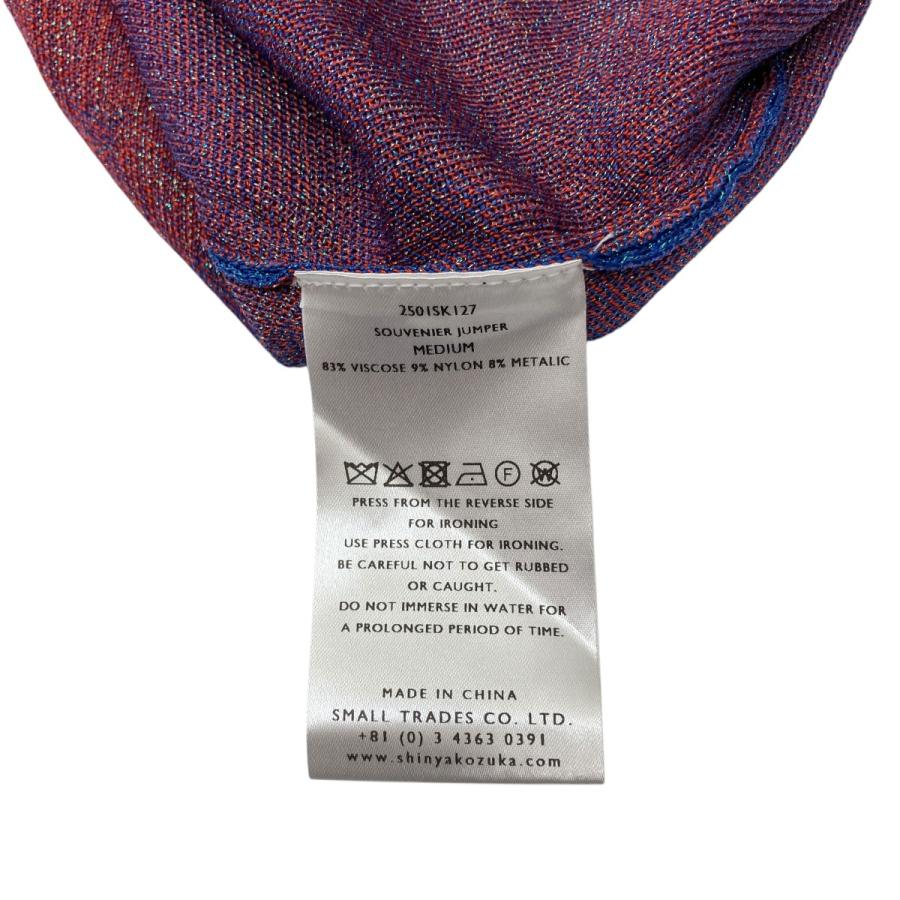 2501SK127
SOUVENIER JUMPER
MEDIUM
83% VISCOSE 9% NYLON 8% METALIC
F W
PRESS FROM THE REVERSE SIDE
FOR IRONING
USE PRESS CLOTH FOR IRONING.
BE CAREFUL NOT TO GET RUBBED
OR CAUGHT.
DO NOT IMMERSE IN WATER FOR
A PROLONGED PERIOD OF TIME.
MADE IN CHINA
SMALL TRADES CO. LTD.
+81 (0) 3 4363 0391
www.shinyakozuka.com